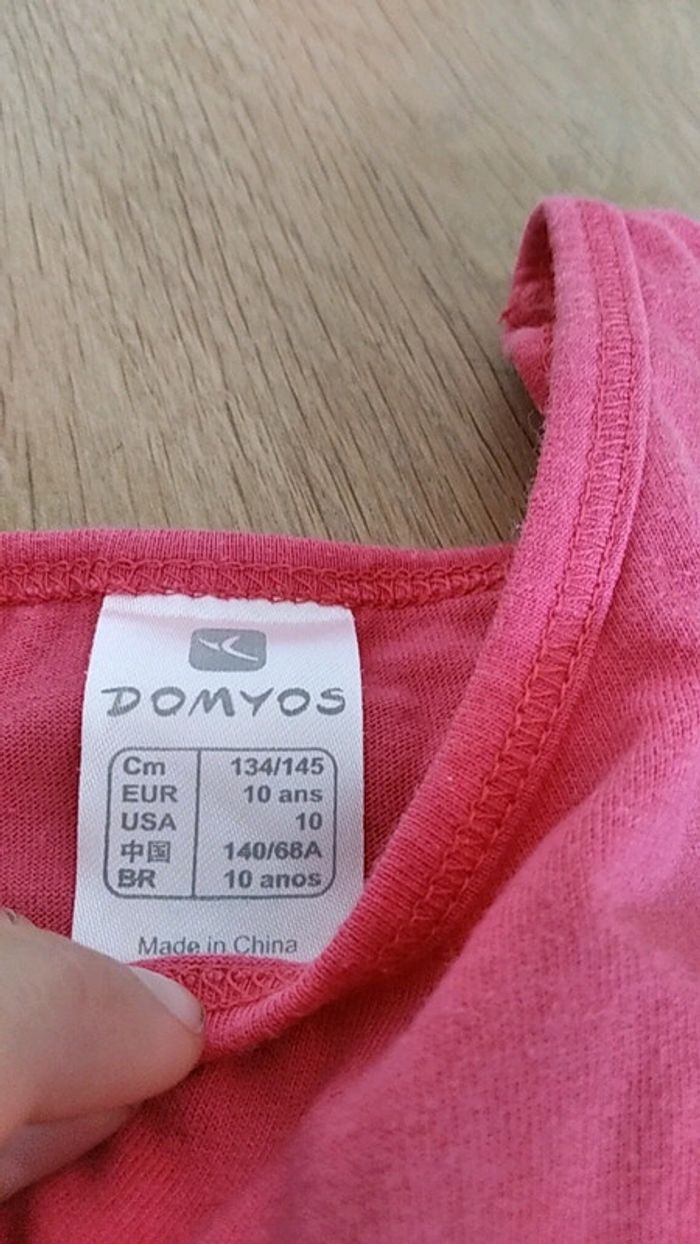 DOMYOS
Cm 134/145
EUR 10 ans
USA 10
中国 140/68A
BR 10 anos
Made in China